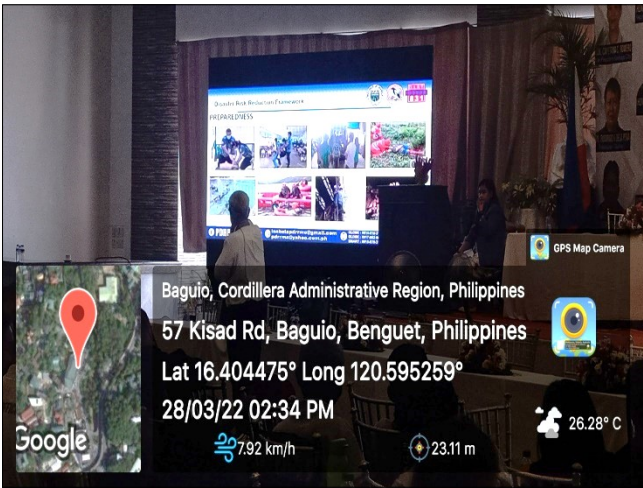 Disaster Risk Reduction Framework
PREPAREDNESS
GPS Map Camera
Baguio, Cordillera Administrative Region, Philippines
57 Kisad Rd, Baguio, Benguet, Philippines
Lat 16.404475° Long 120.595259°
28/03/22 02:34 PM
Google
7.92 km/h
23.11 m
26.28° C